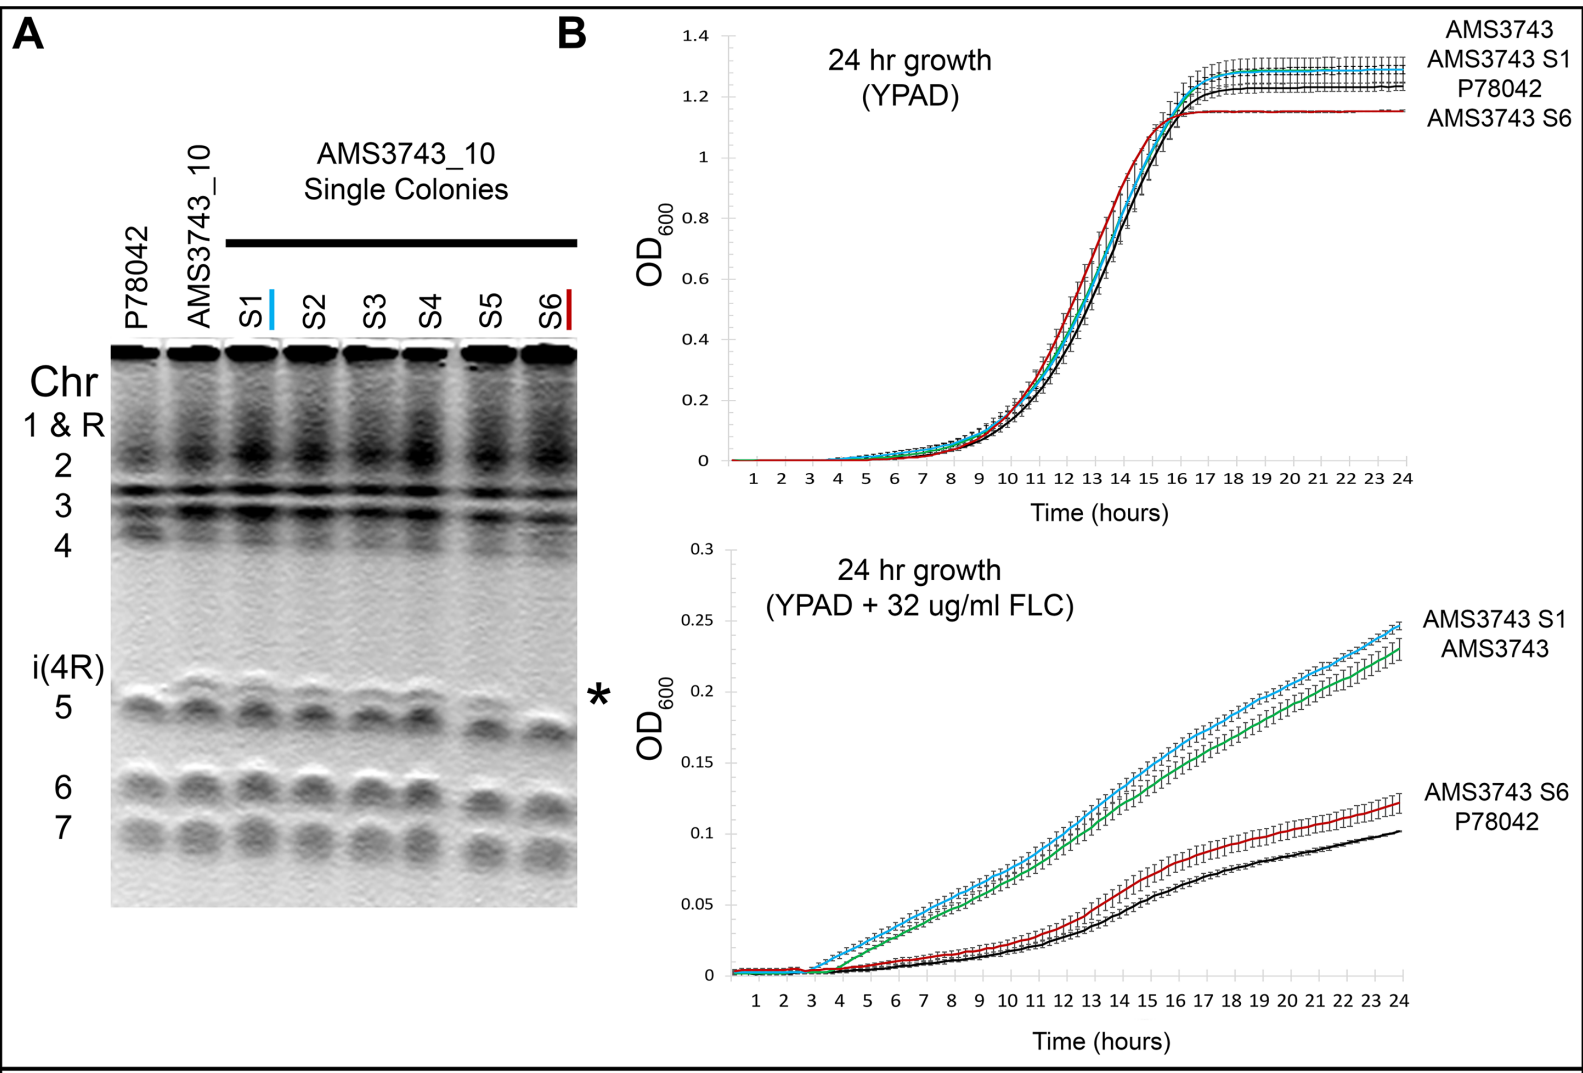 A
P78042
AMS3743_10
AMS3743_10
Single Colonies
S1
S2
S3
S4
S5
S6
Chr
1 & R
2
3
4
i(4R)
5
6
7
*
B
24 hr growth
(YPAD)
OD600
1.4
1.2
1
0.8
0.6
0.4
0.2
0
1 2 3 4 5 6 7 8 9 10 11 12 13 14 15 16 17 18 19 20 21 22 23 24
Time (hours)
AMS3743
AMS3743 S1
P78042
AMS3743 S6
24 hr growth
(YPAD + 32 ug/ml FLC)
OD600
0.3
0.25
0.2
0.15
0.1
0.05
0
1 2 3 4 5 6 7 8 9 10 11 12 13 14 15 16 17 18 19 20 21 22 23 24
Time (hours)
AMS3743 S1
AMS3743
AMS3743 S6
P78042